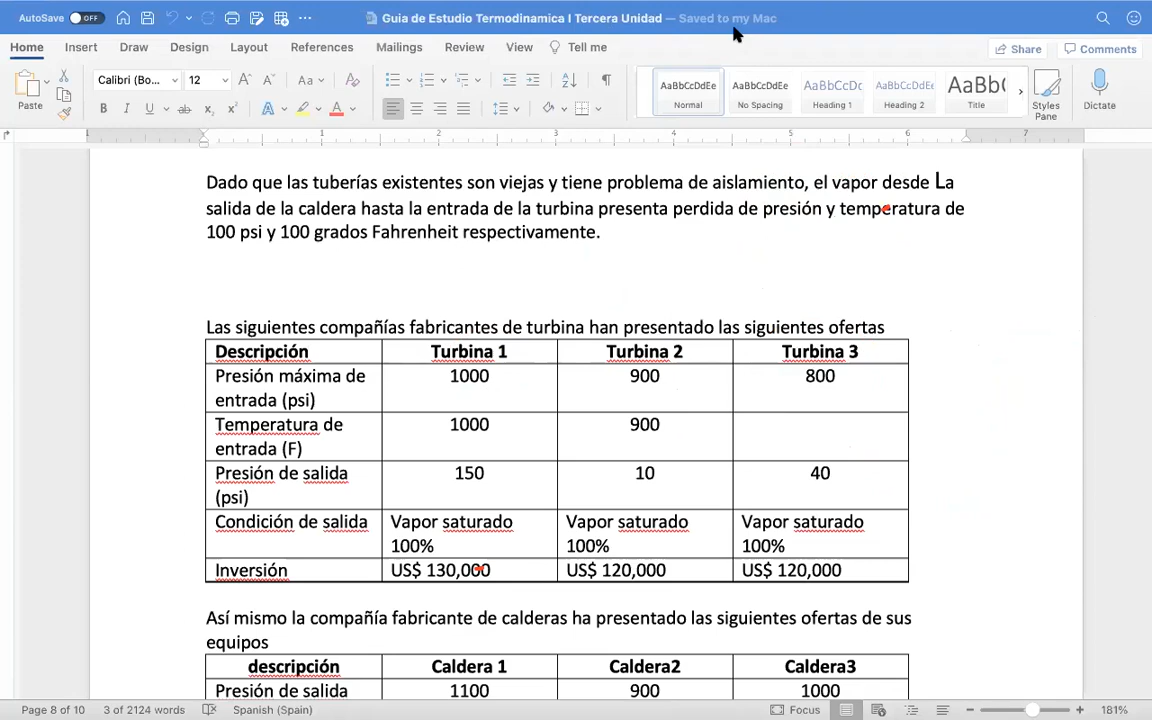 AutoSave OFF Guia de Estudio Termodinamica I Tercera Unidad — Saved to my Mac
Home Insert Draw Design Layout References Mailings Review View Tell me Share Comments
Paste Calibri (Bo... 12 AaBbCcDdEe Normal AaBbCcDdEe No Spacing AaBbCcDc Heading 1 AaBbCcDdEe Heading 2 AaBb( Title Styles Pane Dictate
1 1 2 3 4 5 6 7
Dado que las tuberías existentes son viejas y tiene problema de aislamiento, el vapor desde La
salida de la caldera hasta la entrada de la turbina presenta perdida de presión y temperatura de
100 psi y 100 grados Fahrenheit respectivamente.
Las siguientes compañías fabricantes de turbina han presentado las siguientes ofertas
Descripción Turbina 1 Turbina 2 Turbina 3
Presión máxima de entrada (psi) 1000 900 800
Temperatura de entrada (F) 1000 900
Presión de salida (psi) 150 10 40
Condición de salida Vapor saturado 100% Vapor saturado 100% Vapor saturado 100%
Inversión US$ 130,000 US$ 120,000 US$ 120,000
Así mismo la compañía fabricante de calderas ha presentado las siguientes ofertas de sus
equipos
descripción Caldera 1 Caldera2 Caldera3
Presión de salida 1100 900 1000
Page 8 of 10 3 of 2124 words Spanish (Spain) Focus 181%